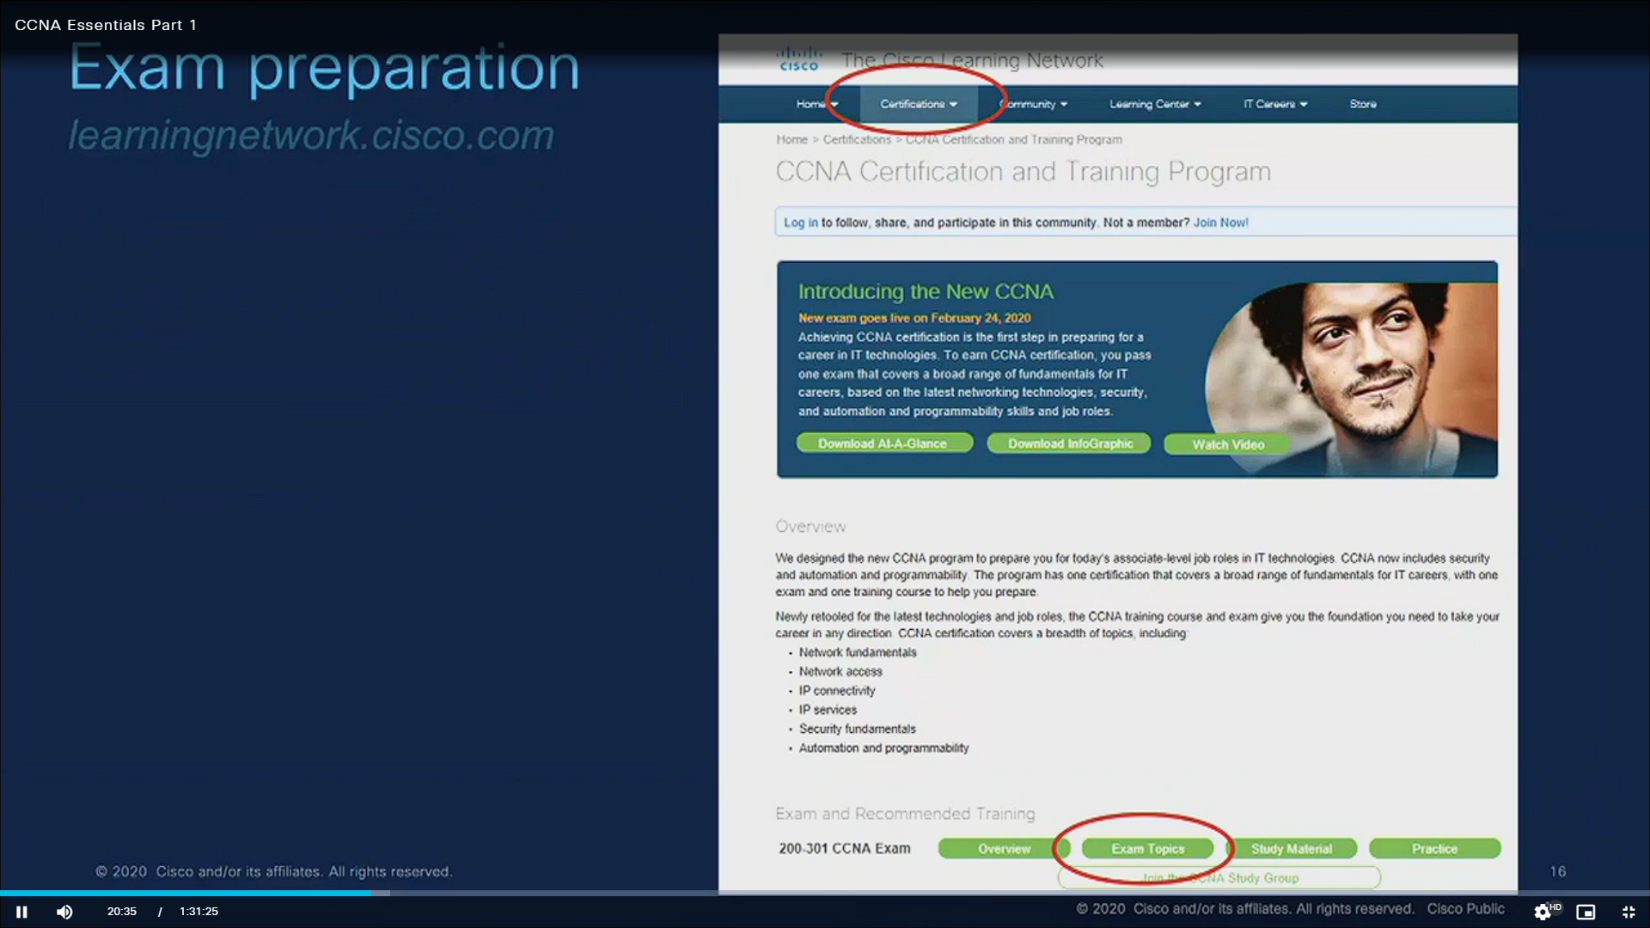 CCNA Essentials Part 1
Exam preparation
learningnetwork.cisco.com
CISCO
The Cisco Learning Network
Home Certifications Community Learning Center IT Careers Store
Home > Certifications > CCNA Certification and Training Program
CCNA Certification and Training Program
Log in to follow, share, and participate in this community. Not a member? Join Now!
Introducing the New CCNA
New exam goes live on February 24, 2020
Achieving CCNA certification is the first step in preparing for a
career in IT technologies. To earn CCNA certification, you pass
one exam that covers a broad range of fundamentals for IT
careers, based on the latest networking technologies, security,
and automation and programmability skills and job roles.
Download At-A-Glance Download InfoGraphic Watch Video
Overview
We designed the new CCNA program to prepare you for today's associate-level job roles in IT technologies. CCNA now includes security
and automation and programmability. The program has one certification that covers a broad range of fundamentals for IT careers, with one
exam and one training course to help you prepare.
Newly retooled for the latest technologies and job roles, the CCNA training course and exam give you the foundation you need to take your
career in any direction. CCNA certification covers a breadth of topics, including:
• Network fundamentals
• Network access
• IP connectivity
• IP services
• Security fundamentals
• Automation and programmability
Exam and Recommended Training
200-301 CCNA Exam Overview Exam Topics Study Material Practice
Join the CCNA Study Group
© 2020 Cisco and/or its affiliates. All rights reserved.
16
20:35 / 1:31:25
© 2020 Cisco and/or its affiliates. All rights reserved. Cisco Public
HD